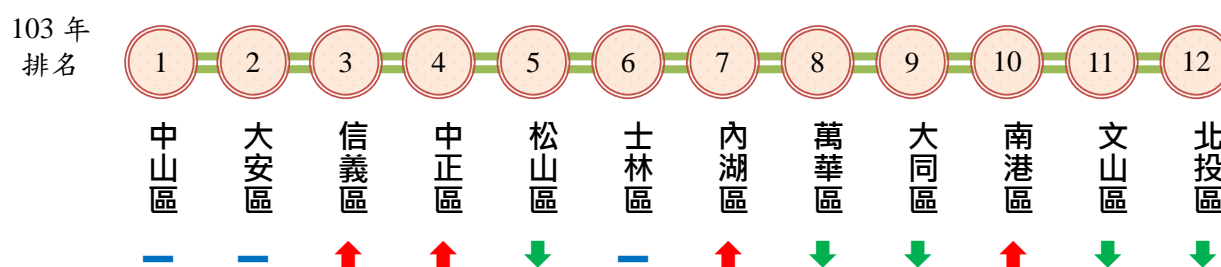 103 年
排名
1 2 3 4 5 6 7 8 9 10 11 12
中山區
大安區
信義區
中正區
松山區
士林區
內湖區
萬華區
大同區
南港區
文山區
北投區